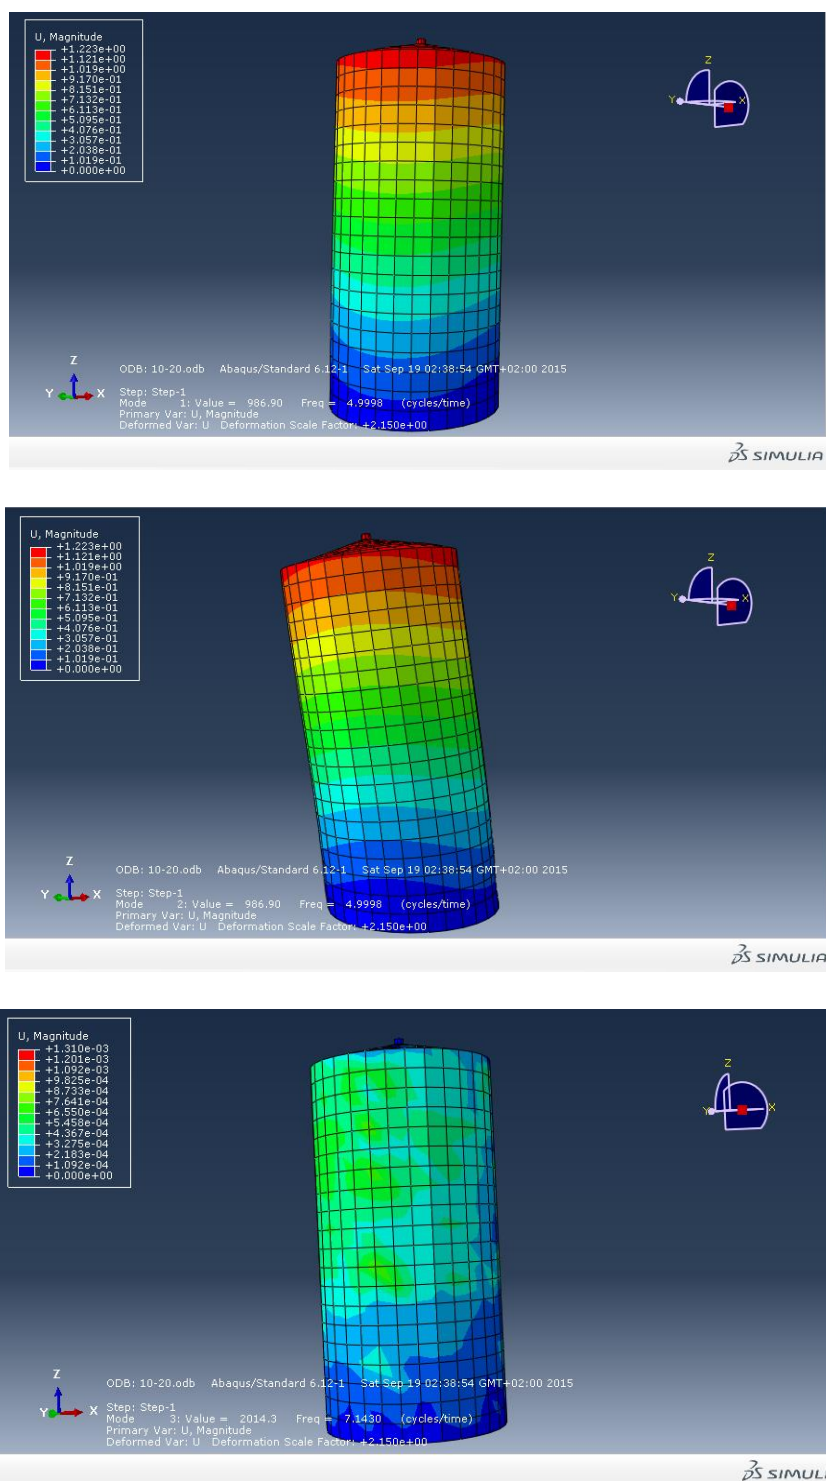 U, Magnitude
+1.223e+00
+1.121e+00
+1.019e+00
+9.170e-01
+8.151e-01
+7.132e-01
+6.113e-01
+5.095e-01
+4.076e-01
+3.057e-01
+2.038e-01
+1.019e-01
+0.000e+00
Z
Y
X
Z
Y
X
ODB: 10-20.odb Abaqus/Standard 6.12-1 Sat Sep 19 02:38:54 GMT+02:00 2015
Step: Step-1
Mode 1: Value = 986.90 Freq = 4.9998 (cycles/time)
Primary Var: U, Magnitude
Deformed Var: U Deformation Scale Factor: +2.150e+00
SIMULIA
U, Magnitude
+1.223e+00
+1.121e+00
+1.019e+00
+9.170e-01
+8.151e-01
+7.132e-01
+6.113e-01
+5.095e-01
+4.076e-01
+3.057e-01
+2.038e-01
+1.019e-01
+0.000e+00
Z
Y
X
Z
Y
X
ODB: 10-20.odb Abaqus/Standard 6.12-1 Sat Sep 19 02:38:54 GMT+02:00 2015
Step: Step-1
Mode 2: Value = 986.90 Freq = 4.9998 (cycles/time)
Primary Var: U, Magnitude
Deformed Var: U Deformation Scale Factor: +2.150e+00
SIMULIA
U, Magnitude
+1.310e-03
+1.201e-03
+1.092e-03
+9.825e-04
+8.733e-04
+7.641e-04
+6.550e-04
+5.458e-04
+4.367e-04
+3.275e-04
+2.183e-04
+1.092e-04
+0.000e+00
Z
Y
X
Z
Y
X
ODB: 10-20.odb Abaqus/Standard 6.12-1 Sat Sep 19 02:38:54 GMT+02:00 2015
Step: Step-1
Mode 3: Value = 2014.3 Freq = 7.1430 (cycles/time)
Primary Var: U, Magnitude
Deformed Var: U Deformation Scale Factor: +2.150e+00
SIMUL